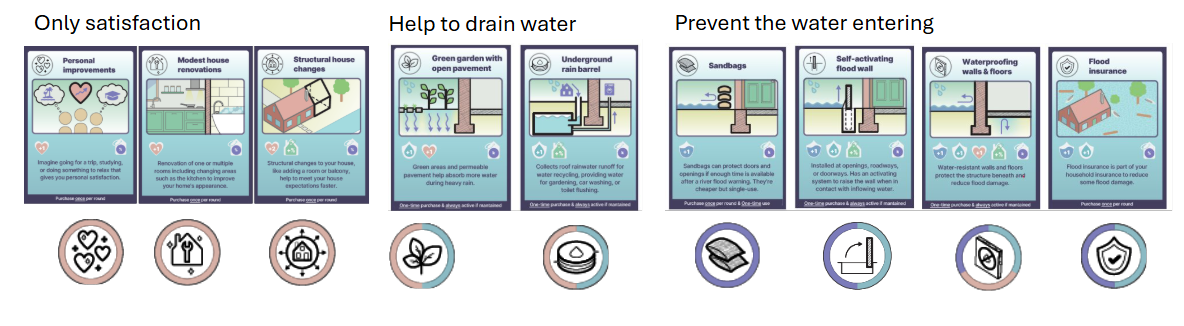 Only satisfaction
Help to drain water
Prevent the water entering
Personal
improvements
Imagine going for a trip, studying,
or doing something to relax that
gives you personal satisfaction.
Purchase once per round
Modest house
renovations
Renovation of one or multiple
rooms including changing areas
such as the kitchen to improve
your home's appearance.
Purchase once per round
Structural house
changes
Structural changes to your house,
like adding a room or balcony,
help to meet your house
expectations faster.
Purchase once per round
Green garden with
open pavement
Green areas and permeable
pavement help absorb more water
during heavy rain.
One-time purchase & always active if maintained
Underground
rain barrel
Collects roof rainwater runoff for
water recycling, providing water
for gardening, car washing, or
toilet flushing.
One-time purchase & always active if maintained
Sandbags
Sandbags can protect doors and
openings if enough time is available
after a river flood warning. They're
cheaper but single-use.
Purchase once per round & One-time use
Self-activating
flood wall
Installed at openings, roadways,
or doorways. Has an activating
system to raise the wall when in
contact with inflowing water.
One-time purchase & always active if maintained
Waterproofing
walls & floors
Water-resistant walls and floors
protect the structure beneath and
reduce flood damage.
One-time purchase & always active if maintained
Flood
insurance
Flood insurance is part of your
household insurance to reduce
some flood damage.
Purchase once per round